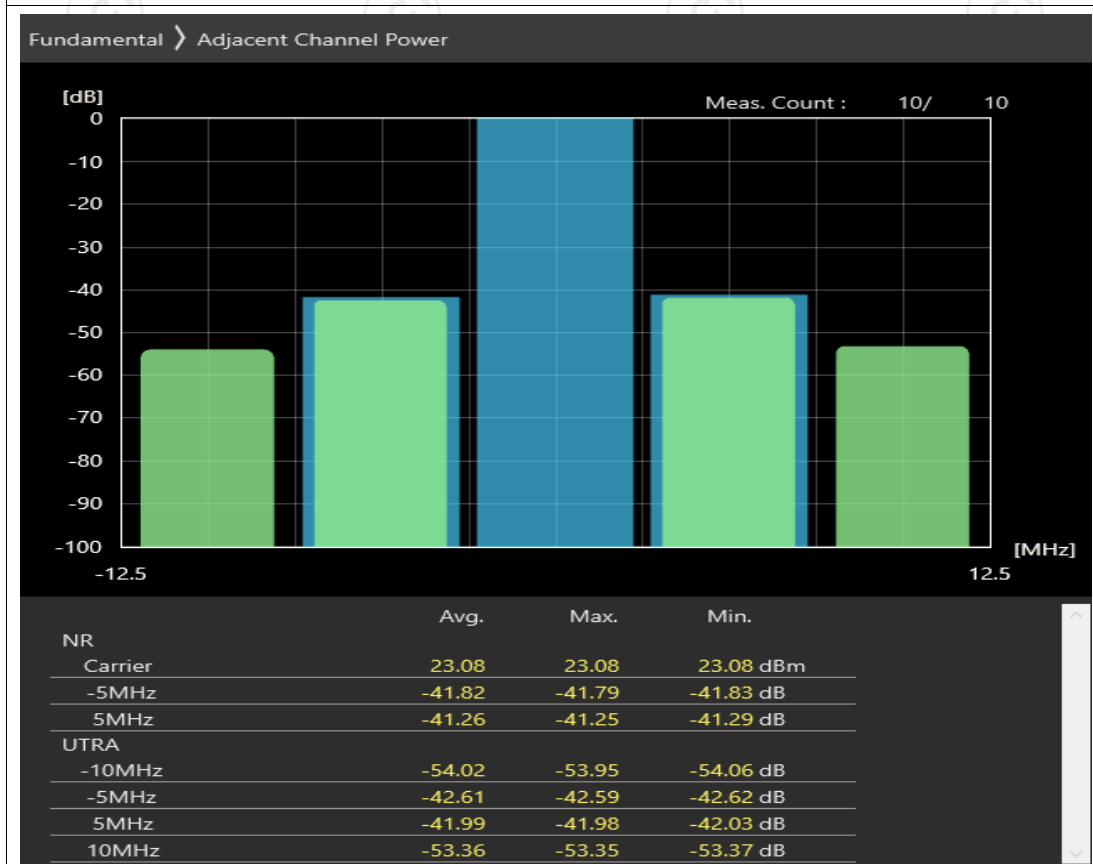 Fundamental 〉 Adjacent Channel Power
[dB]
Meas. Count : 10/ 10
0
-10
-20
-30
-40
-50
-60
-70
-80
-90
-100
[MHz]
-12.5 12.5
Avg. Max. Min.
NR
Carrier 23.08 23.08 23.08 dBm
-5MHz -41.82 -41.79 -41.83 dB
5MHz -41.26 -41.25 -41.29 dB
UTRA
-10MHz -54.02 -53.95 -54.06 dB
-5MHz -42.61 -42.59 -42.62 dB
5MHz -41.99 -41.98 -42.03 dB
10MHz -53.36 -53.35 -53.37 dB